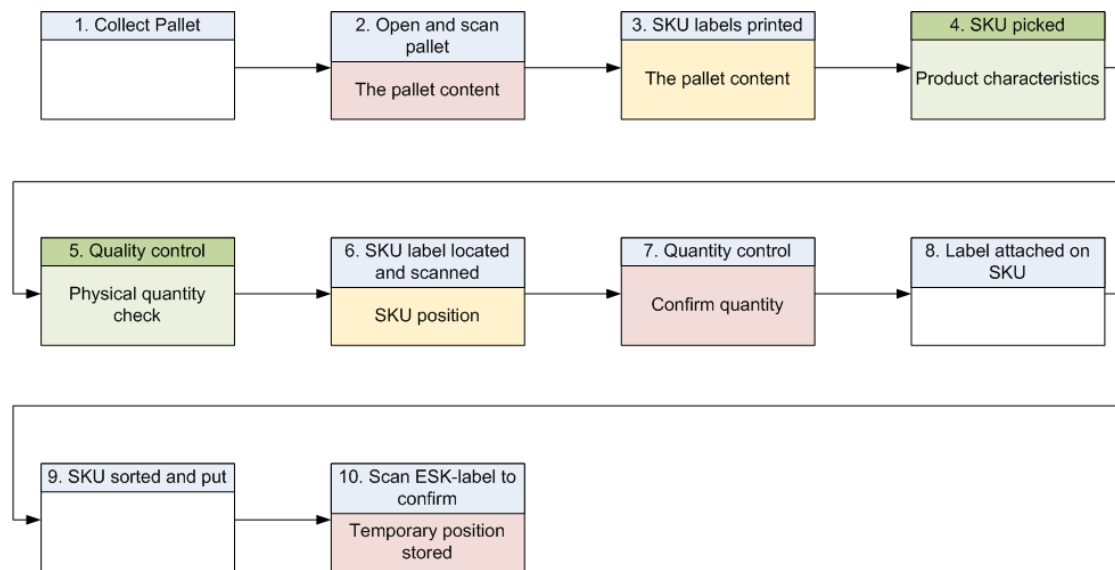 1. Collect Pallet
2. Open and scan
pallet
The pallet content
3. SKU labels printed
The pallet content
4. SKU picked
Product characteristics
5. Quality control
Physical quantity
check
6. SKU label located
and scanned
SKU position
7. Quantity control
Confirm quantity
8. Label attached on
SKU
9. SKU sorted and put
10. Scan ESK-label to
confirm
Temporary position
stored